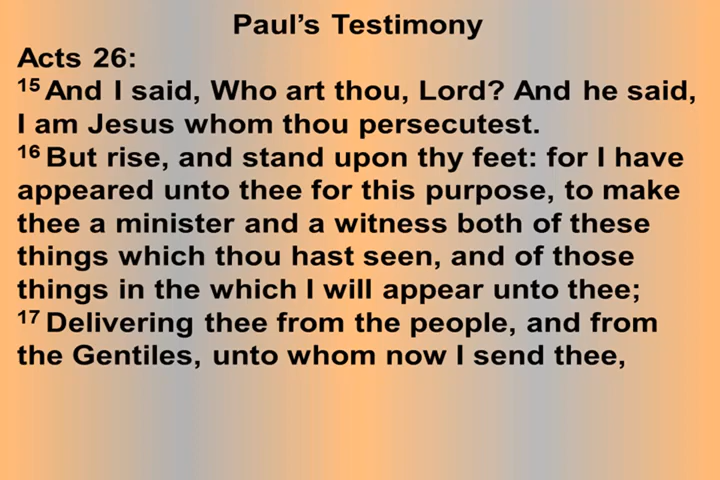 Paul’s Testimony
Acts 26:
15 And I said, Who art thou, Lord? And he said,
I am Jesus whom thou persecutest.
16 But rise, and stand upon thy feet: for I have
appeared unto thee for this purpose, to make
thee a minister and a witness both of these
things which thou hast seen, and of those
things in the which I will appear unto thee;
17 Delivering thee from the people, and from
the Gentiles, unto whom now I send thee,